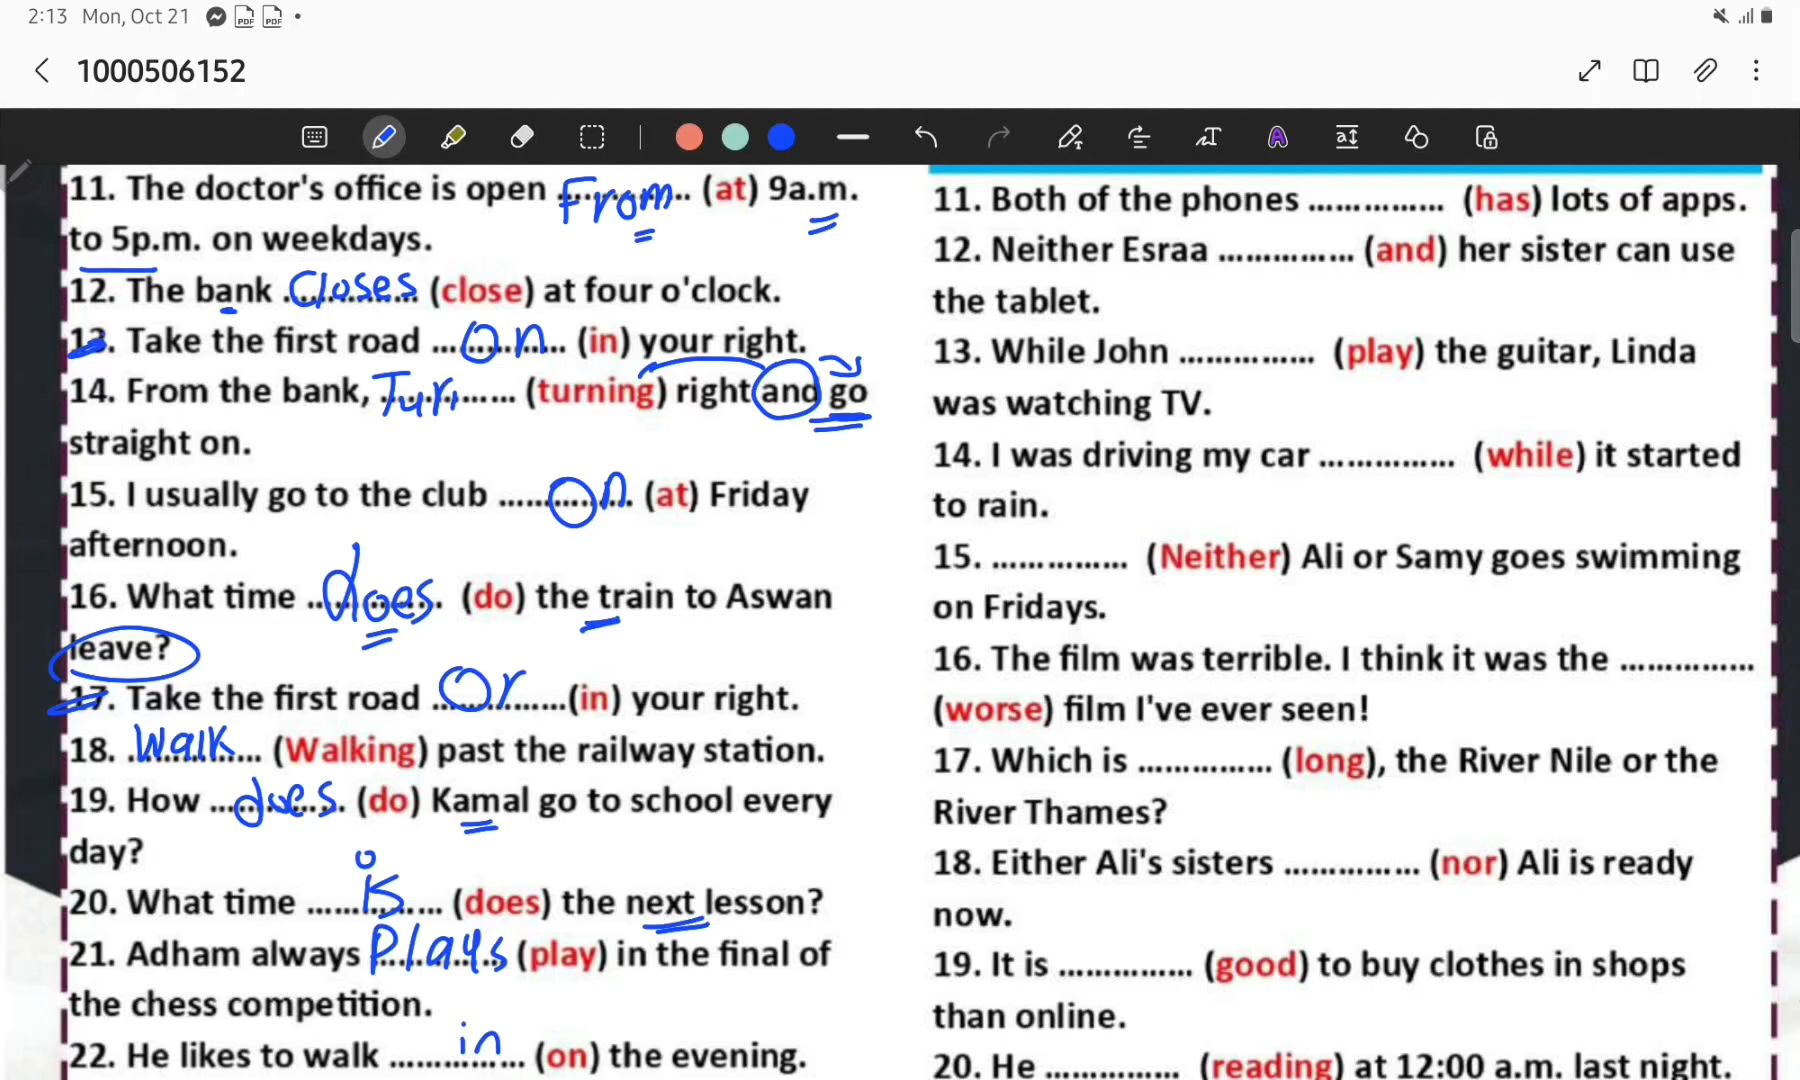 2:13 Mon, Oct 21
1000506152
11. The doctor's office is open From (at) 9a.m.
to 5p.m. on weekdays.
12. The bank Closes (close) at four o'clock.
13. Take the first road ... on ... (in) your right.
14. From the bank, Turn (turning) right and go
straight on.
15. I usually go to the club ...... on (at) Friday
afternoon.
16. What time .. does . (do) the train to Aswan
leave?
17. Take the first road on ......(in) your right.
18. Walk (Walking) past the railway station.
19. How ... does . (do) Kamal go to school every
day?
20. What time ...... is ... (does) the next lesson?
21. Adham always Plays (play) in the final of
the chess competition.
22. He likes to walk ......... in ... (on) the evening.
11. Both of the phones ............... (has) lots of apps.
12. Neither Esraa ............... (and) her sister can use
the tablet.
13. While John ............... (play) the guitar, Linda
was watching TV.
14. I was driving my car ............... (while) it started
to rain.
15. ............... (Neither) Ali or Samy goes swimming
on Fridays.
16. The film was terrible. I think it was the ...............
(worse) film I've ever seen!
17. Which is ............... (long), the River Nile or the
River Thames?
18. Either Ali's sisters ............... (nor) Ali is ready
now.
19. It is ............... (good) to buy clothes in shops
than online.
20. He ............... (reading) at 12:00 a.m. last night.